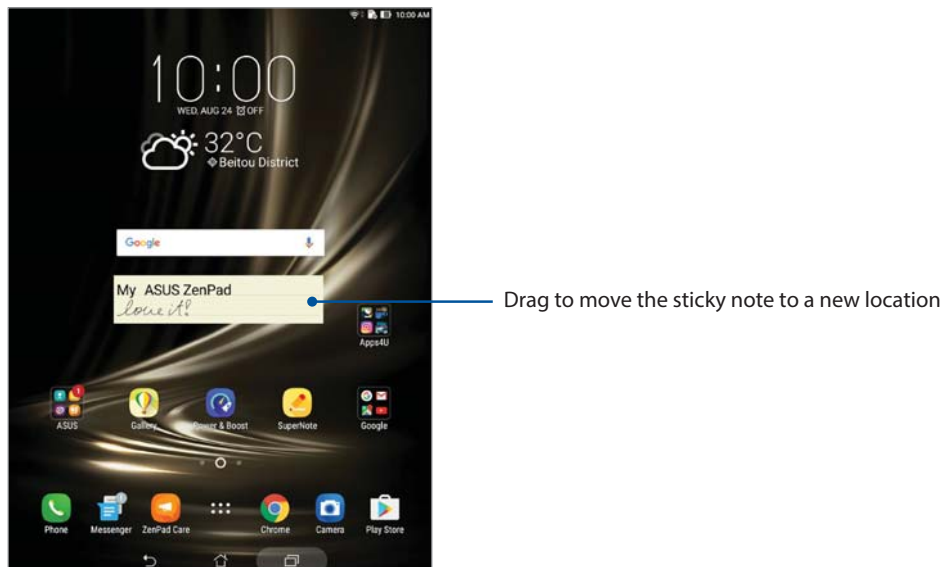 10:00 AM
10:00
WED, AUG 24 OFF
32°C
Beitou District
Google
My ASUS ZenPad
love it!
Drag to move the sticky note to a new location
Apps4U
1
ASUS
Gallery
Power & Boost
SuperNote
Google
Phone
Messenger
ZenPad Care
Chrome
Camera
Play Store